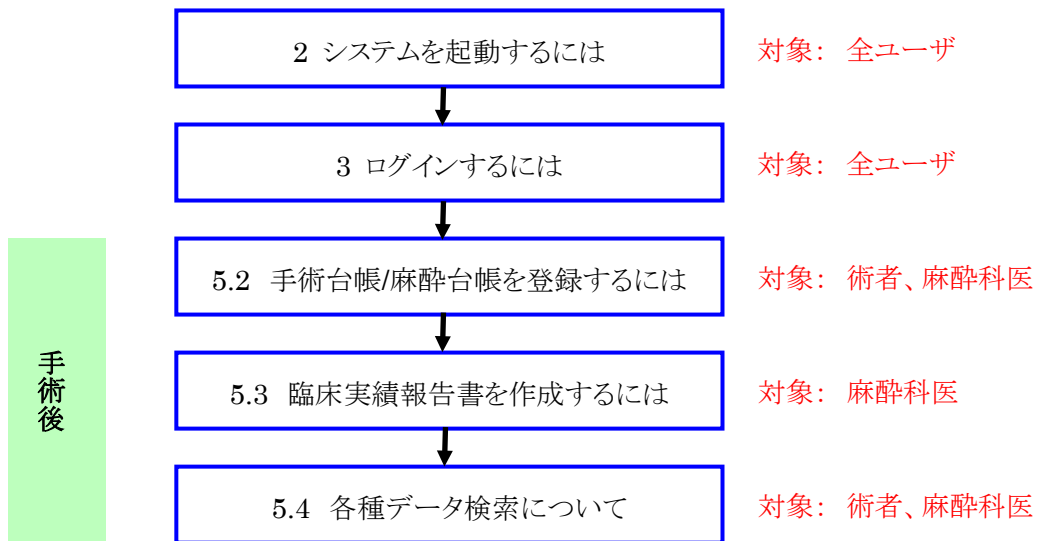 2 システムを起動するには
対象: 全ユーザ
3 ログインするには
対象: 全ユーザ
手術後
5.2 手術台帳/麻酔台帳を登録するには
対象: 術者、麻酔科医
5.3 臨床実績報告書を作成するには
対象: 麻酔科医
5.4 各種データ検索について
対象: 術者、麻酔科医